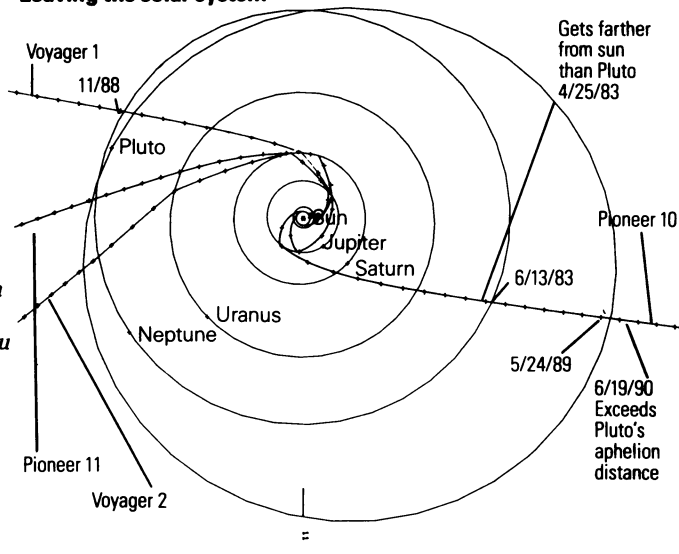 Leaving the solar system
Voyager 1
11/88
Gets farther
from sun
than Pluto
4/25/83
Pluto
Sun
Jupiter
Saturn
Pioneer 10
6/13/83
Uranus
Neptune
5/24/89
6/19/90
Exceeds
Pluto's
aphelion
distance
Pioneer 11
Voyager 2